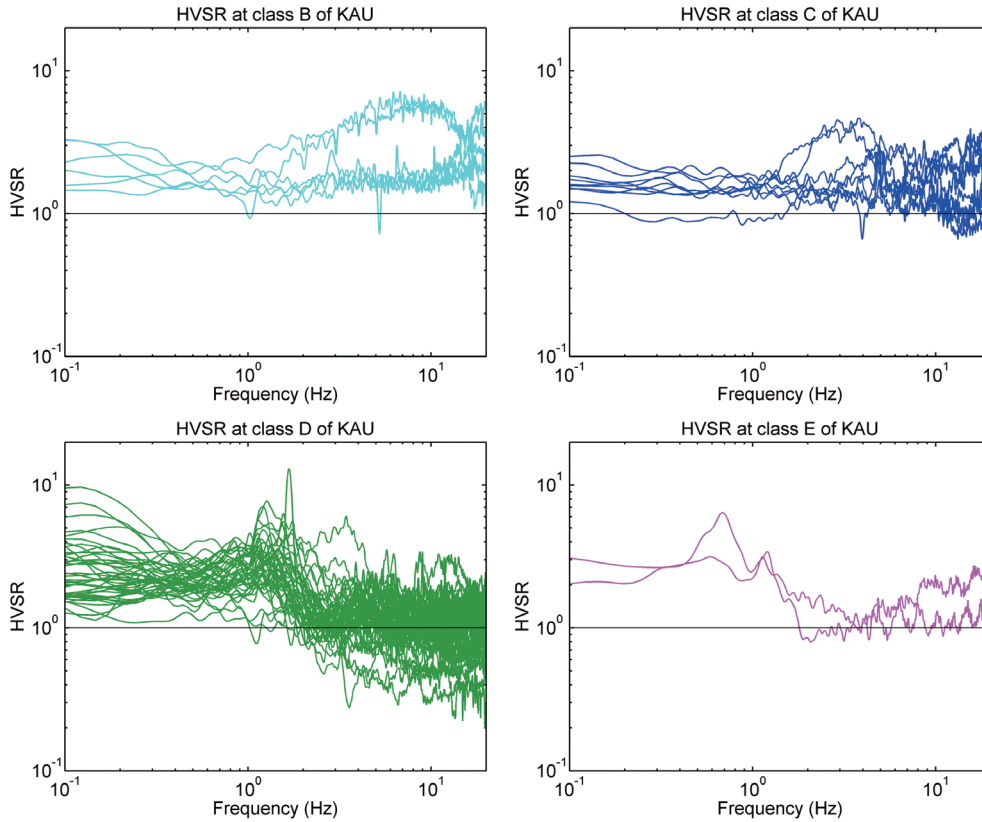 HVSR at class B of KAU
HVSR at class C of KAU
10^1
10^0
10^-1
HVSR
10^-1
10^0
10^1
Frequency (Hz)
10^1
10^0
10^-1
HVSR
10^-1
10^0
10^1
Frequency (Hz)
HVSR at class D of KAU
HVSR at class E of KAU
10^1
10^0
10^-1
HVSR
10^-1
10^0
10^1
Frequency (Hz)
10^1
10^0
10^-1
HVSR
10^-1
10^0
10^1
Frequency (Hz)